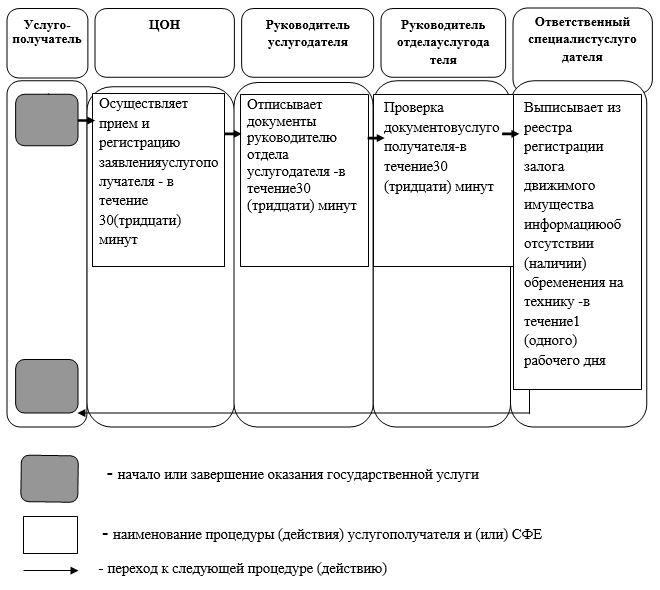 Услуго-
получатель
ЦОН
Руководитель
услугодателя
Руководитель
отделауслугода
теля
Ответственный
специалистуслуго
дателя
Осуществляет
прием и
регистрацию
заявленияуслугопо
лучателя - в
течение
30(тридцати)
минут
Отписывает
документы
руководителю
отдела
услугодателя -в
течение30
(тридцати) минут
Проверка
документовуслуго
получателя-в
течение30
(тридцати) минут
Выписывает из
реестра
регистрации
залога
движимого
имущества
информациюоб
отсутствии
(наличии)
обременения на
технику -в
течение1
(одного)
рабочего дня
- начало или завершение оказания государственной услуги
- наименование процедуры (действия) услугополучателя и (или) СФЕ
- переход к следующей процедуре (действию)